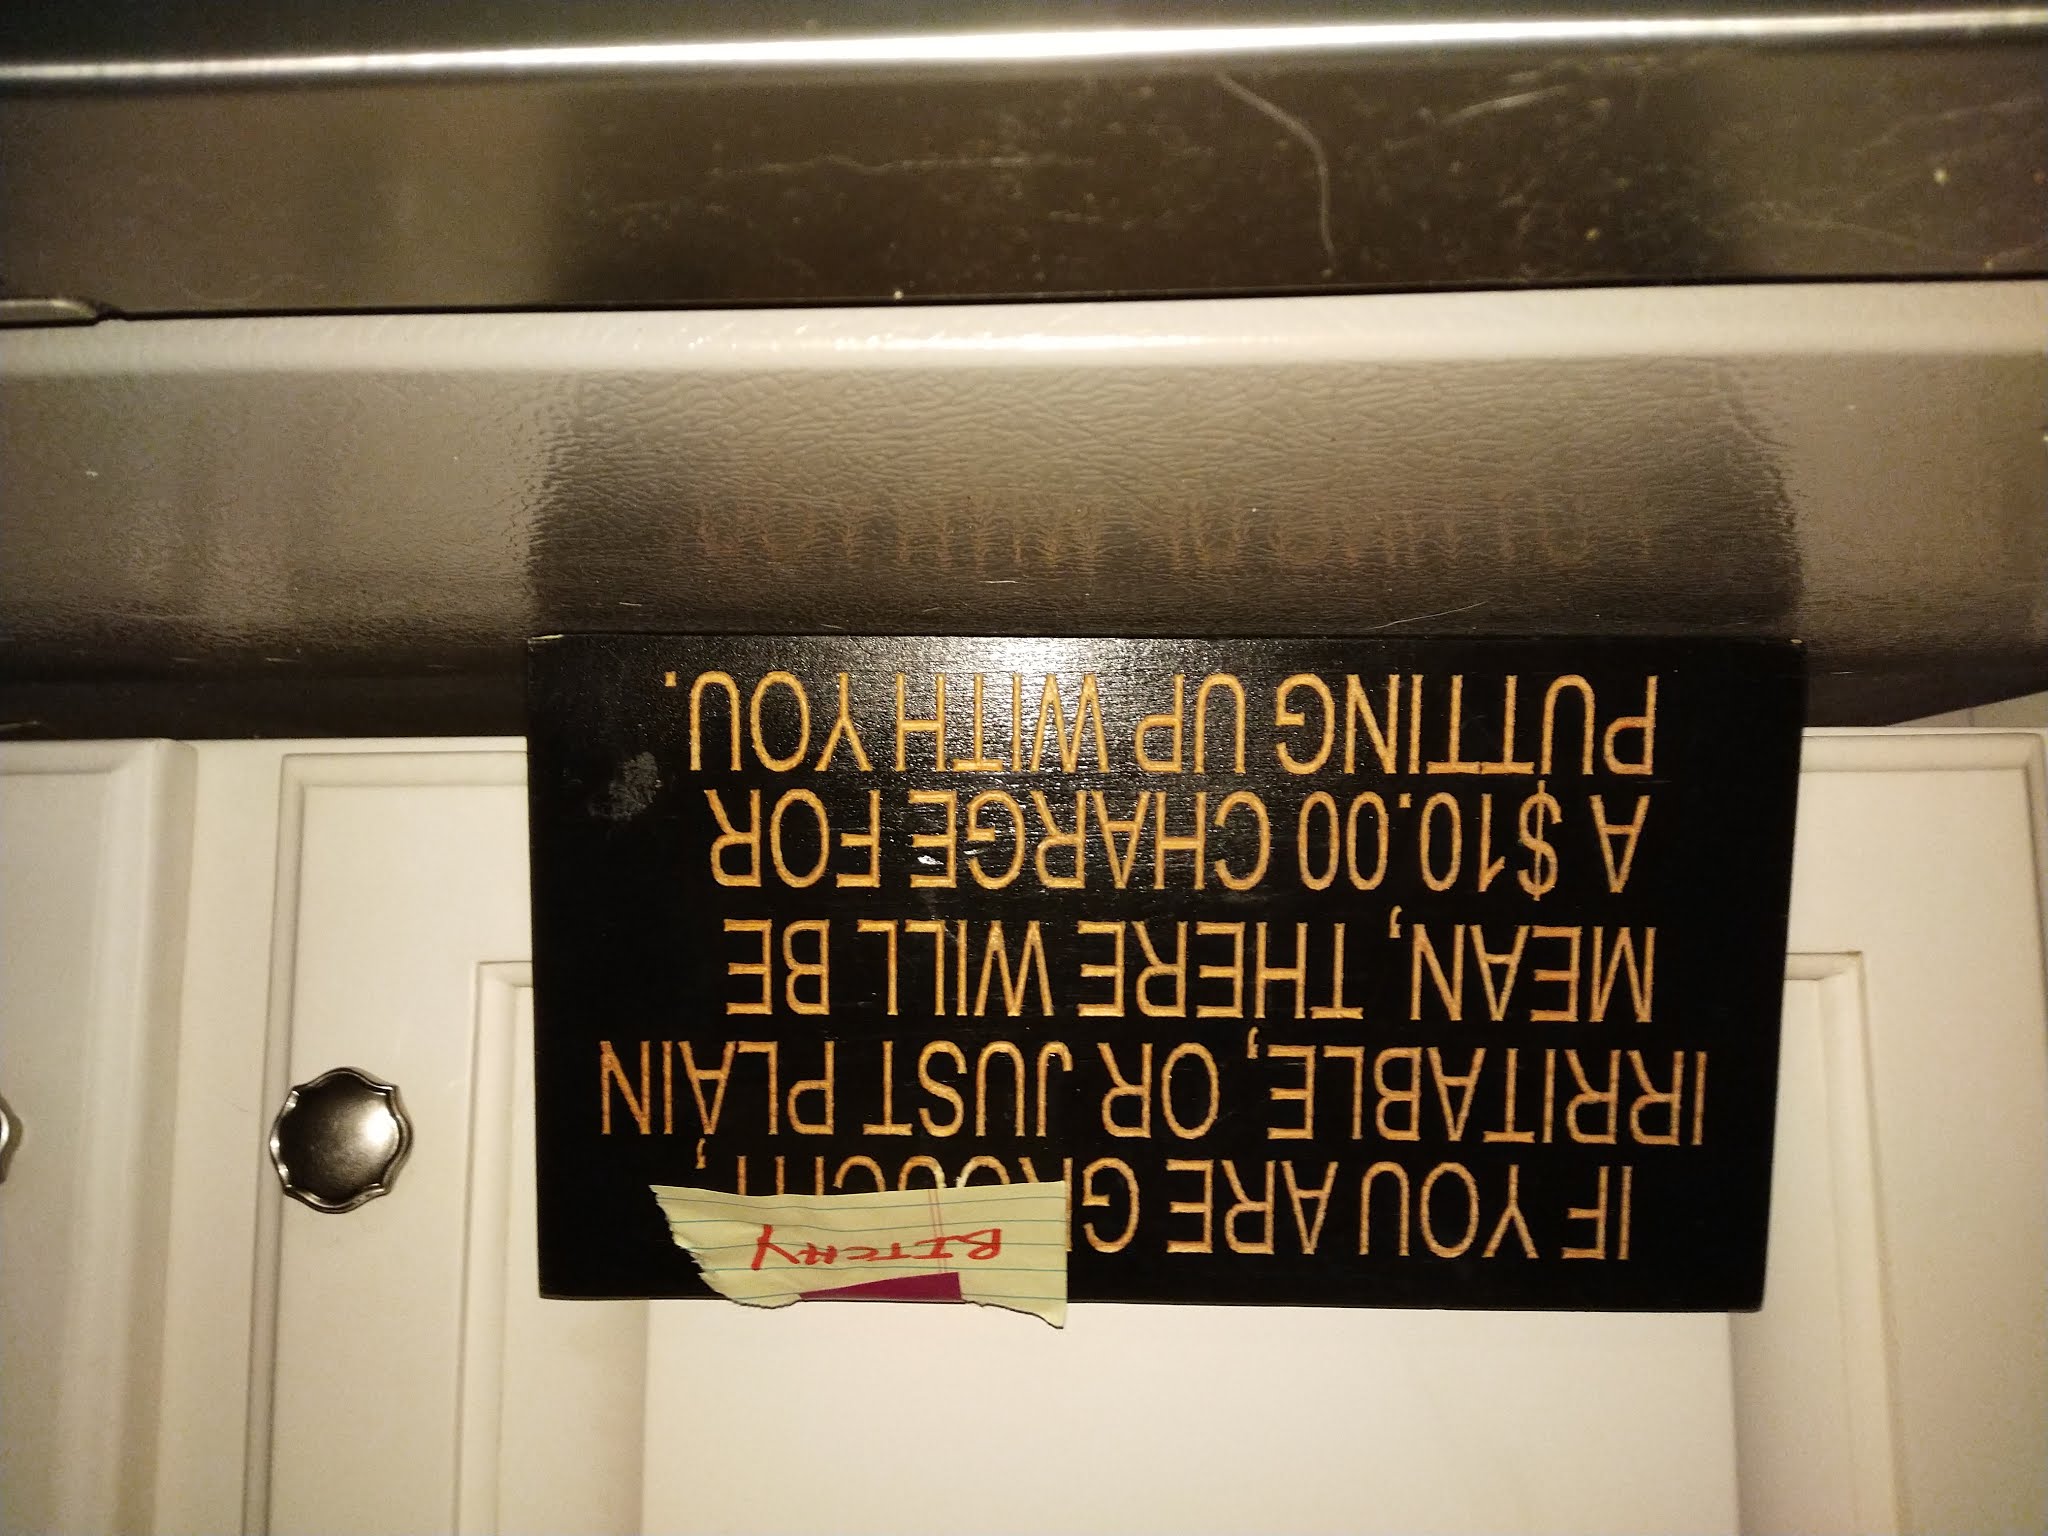 BITCHY
IF YOU ARE GROUCHY,
IRRITABLE, OR JUST PLAIN
MEAN, THERE WILL BE
A $10.00 CHARGE FOR
PUTTING UP WITH YOU.